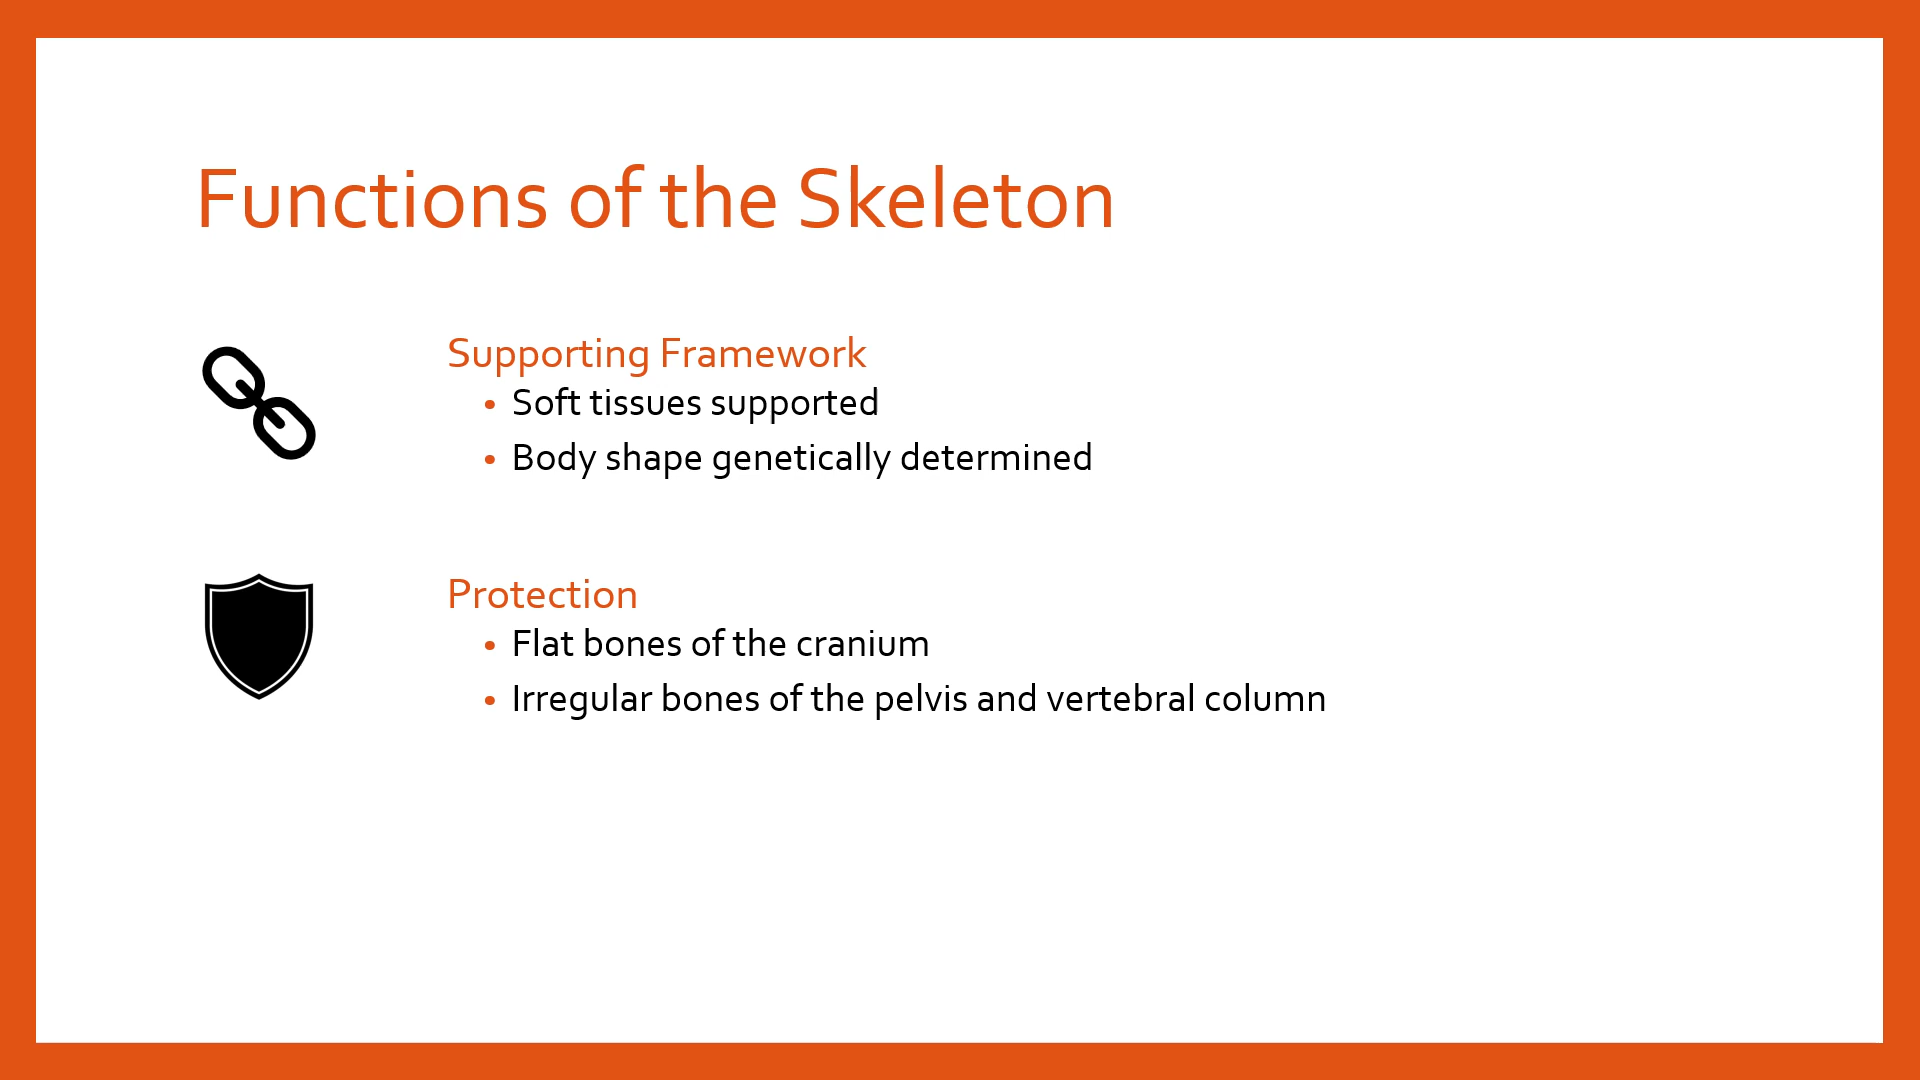 Functions of the Skeleton
Supporting Framework
• Soft tissues supported
• Body shape genetically determined
Protection
• Flat bones of the cranium
• Irregular bones of the pelvis and vertebral column